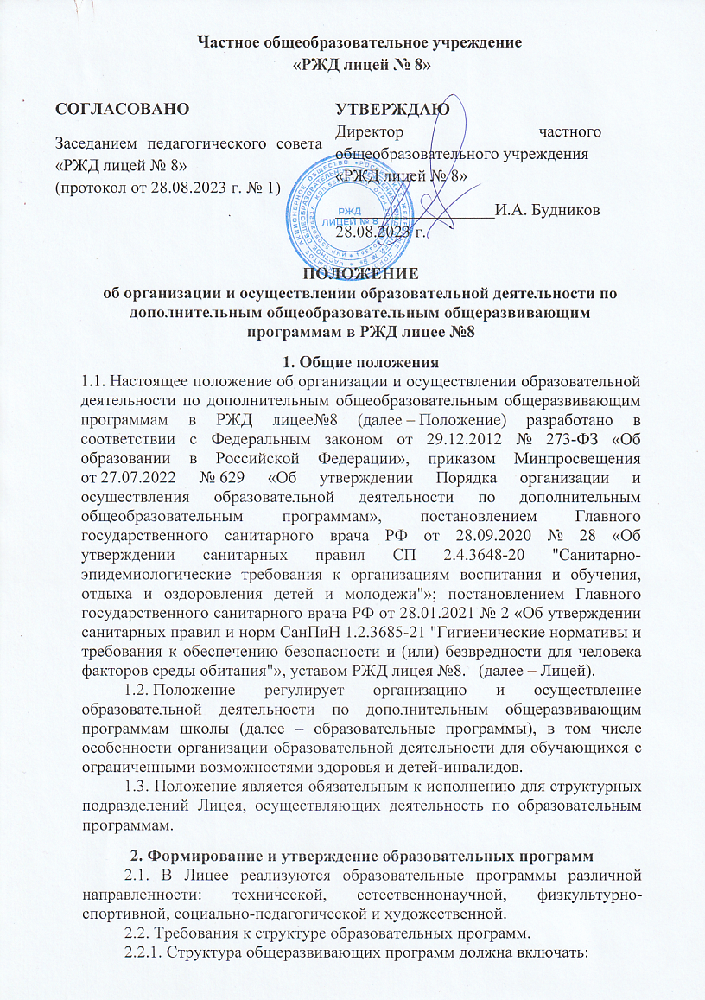 Частное общеобразовательное учреждение
«РЖД лицей № 8»
СОГЛАСОВАНО
Заседанием педагогического совета
«РЖД лицей № 8»
(протокол от 28.08.2023 г. № 1)
УТВЕРЖДАЮ
Директор частного
общеобразовательного учреждения
«РЖД лицей № 8»
И.А. Будников
28.08.2023 г.
РЖД
ЛИЦЕЙ № 8
ПОЛОЖЕНИЕ
об организации и осуществлении образовательной деятельности по
дополнительным общеобразовательным общеразвивающим
программам в РЖД лицее №8
1. Общие положения
1.1. Настоящее положение об организации и осуществлении образовательной
деятельности по дополнительным общеобразовательным общеразвивающим
программам в РЖД лицее№8 (далее – Положение) разработано в
соответствии с Федеральным законом от 29.12.2012 № 273-ФЗ «Об
образовании в Российской Федерации», приказом Минпросвещения
от 27.07.2022 № 629 «Об утверждении Порядка организации и
осуществления образовательной деятельности по дополнительным
общеобразовательным программам», постановлением Главного
государственного санитарного врача РФ от 28.09.2020 № 28 «Об
утверждении санитарных правил СП 2.4.3648-20 "Санитарно-
эпидемиологические требования к организациям воспитания и обучения,
отдыха и оздоровления детей и молодежи"»; постановлением Главного
государственного санитарного врача РФ от 28.01.2021 № 2 «Об утверждении
санитарных правил и норм СанПиН 1.2.3685-21 "Гигиенические нормативы и
требования к обеспечению безопасности и (или) безвредности для человека
факторов среды обитания"», уставом РЖД лицея №8. (далее – Лицей).
1.2. Положение регулирует организацию и осуществление
образовательной деятельности по дополнительным общеразвивающим
программам школы (далее – образовательные программы), в том числе
особенности организации образовательной деятельности для обучающихся с
ограниченными возможностями здоровья и детей-инвалидов.
1.3. Положение является обязательным к исполнению для структурных
подразделений Лицея, осуществляющих деятельность по образовательным
программам.
2. Формирование и утверждение образовательных программ
2.1. В Лицее реализуются образовательные программы различной
направленности: технической, естественнонаучной, физкультурно-
спортивной, социально-педагогической и художественной.
2.2. Требования к структуре образовательных программ.
2.2.1. Структура общеразвивающих программ должна включать: